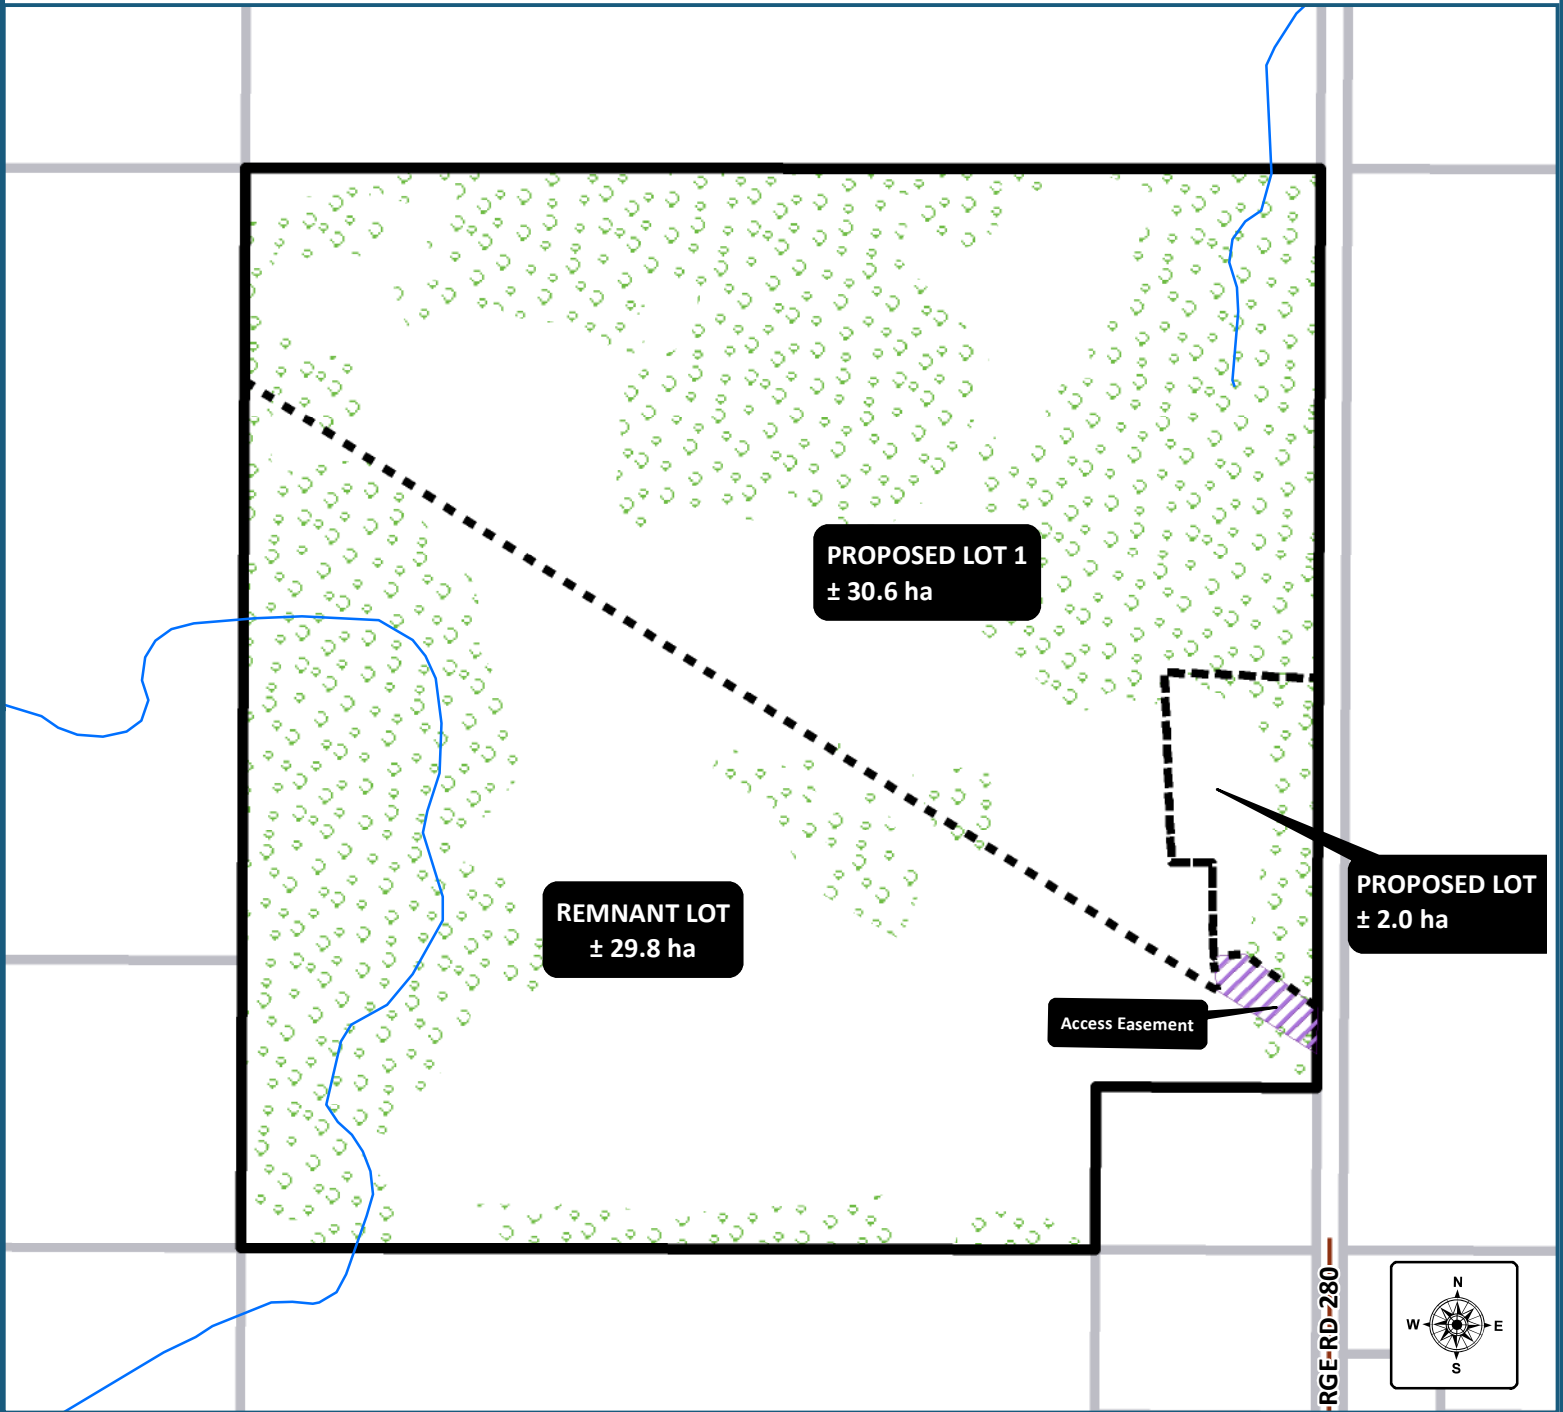 PROPOSED LOT 1
± 30.6 ha
PROPOSED LOT
± 2.0 ha
REMNANT LOT
± 29.8 ha
Access Easement
RGE RD 280
N
W E
S